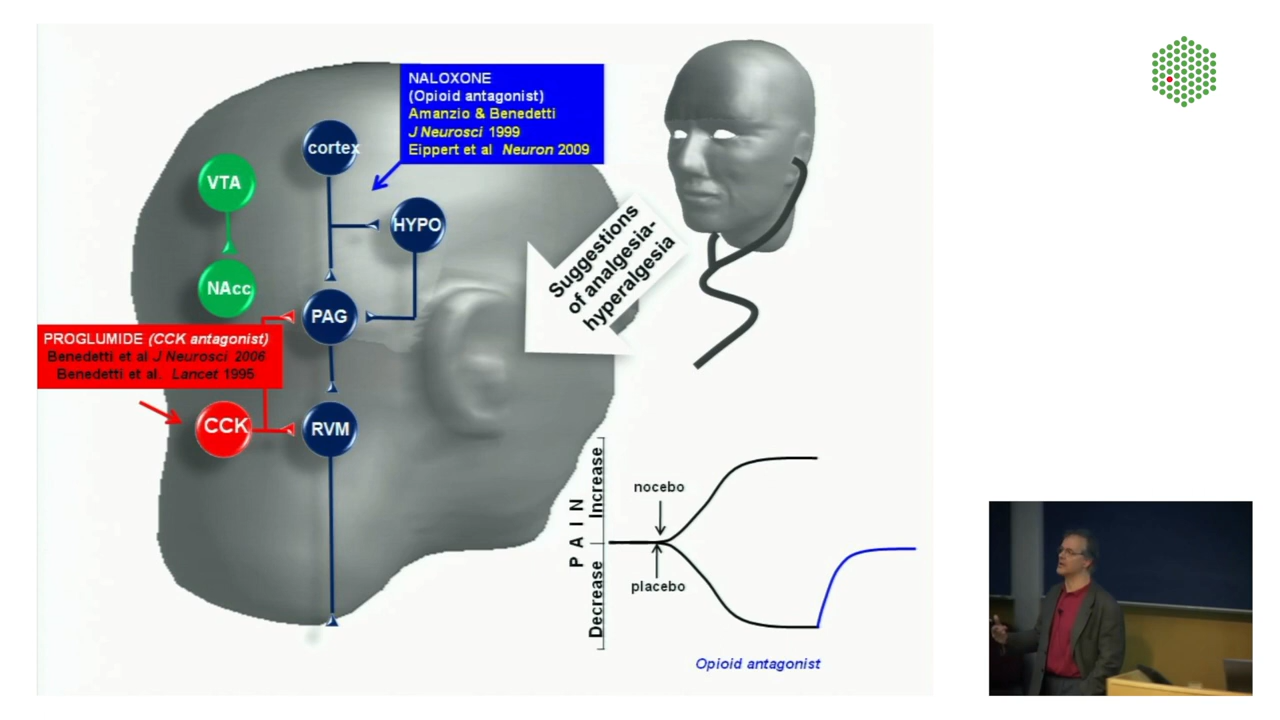 NALOXONE
(Opioid antagonist)
Amanzio & Benedetti
J Neurosci 1999
Eippert et al Neuron 2009
cortex
VTA
HYPO
NAcc
PAG
PROGLUMIDE (CCK antagonist)
Benedetti et al J Neurosci 2006
Benedetti et al. Lancet 1995
CCK
RVM
Suggestions
of analgesia-
hyperalgesia
PAIN
Increase
Decrease
nocebo
placebo
Opioid antagonist